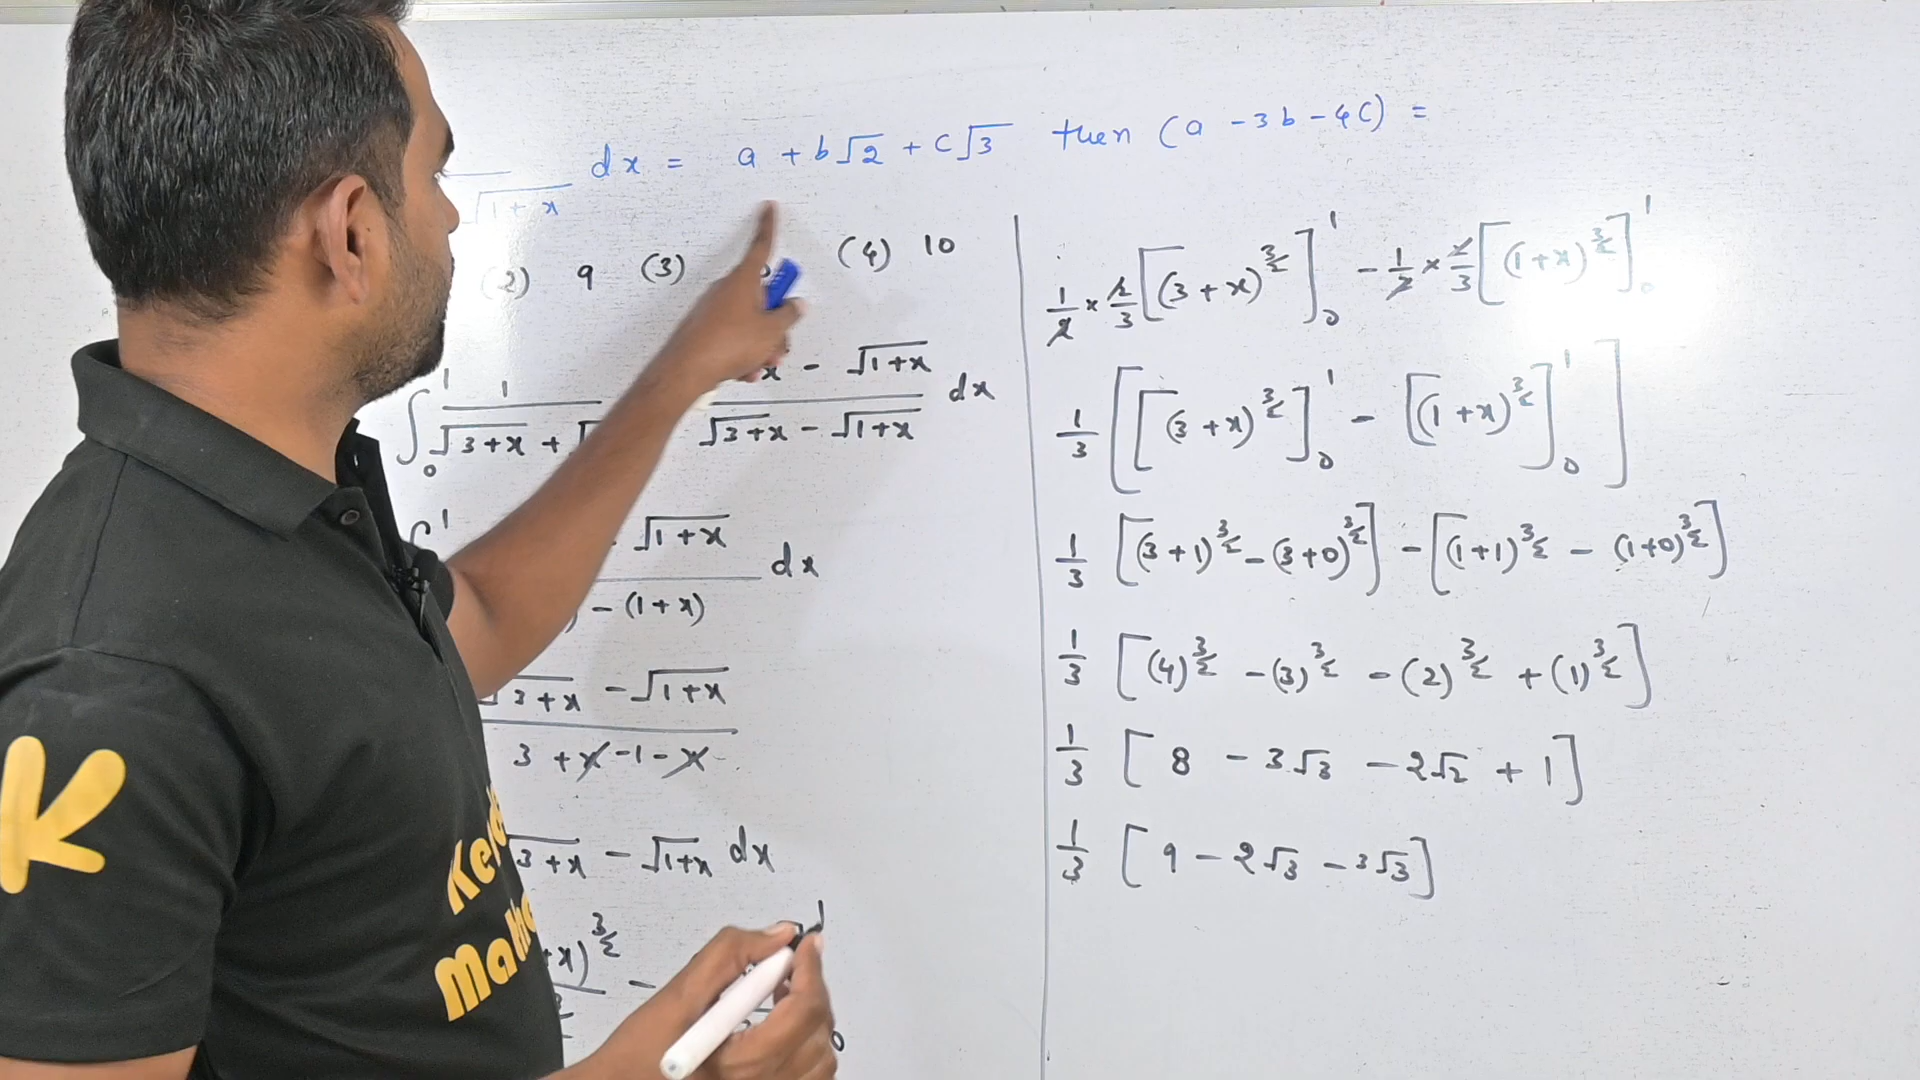 dx = a + b√2 + c√3 then (a - 3b - 4c) =
√1+x
(2) 9 (3) (4) 10
∫₀¹ 1/(√3+x + √ x - √1+x / √3+x - √1+x dx
- √1+x / - (1+x) dx
√3+x - √1+x / 3 + x - 1 - x
3+x - √1+x dx
+x)^3/2 -
1/2 × 2/3 [(3+x)^3/2]₀¹ - 1/2 × 2/3 [(1+x)^3/2]₀¹
1/3 [[(3+x)^3/2]₀¹ - [(1+x)^3/2]₀¹]
1/3 [(3+1)^3/2 - (3+0)^3/2] - [(1+1)^3/2 - (1+0)^3/2]
1/3 [(4)^3/2 - (3)^3/2 - (2)^3/2 + (1)^3/2]
1/3 [8 - 3√3 - 2√2 + 1]
1/3 [9 - 2√3 - 3√3]
K